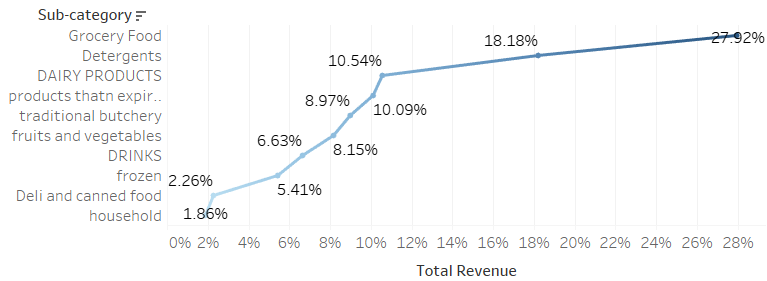 Sub-category
Grocery Food 27.92%
Detergents 18.18%
DAIRY PRODUCTS 10.54%
products thatn expir.. 10.09%
traditional butchery 8.97%
fruits and vegetables 8.15%
DRINKS 6.63%
frozen 5.41%
Deli and canned food 2.26%
household 1.86%
0% 2% 4% 6% 8% 10% 12% 14% 16% 18% 20% 22% 24% 26% 28%
Total Revenue